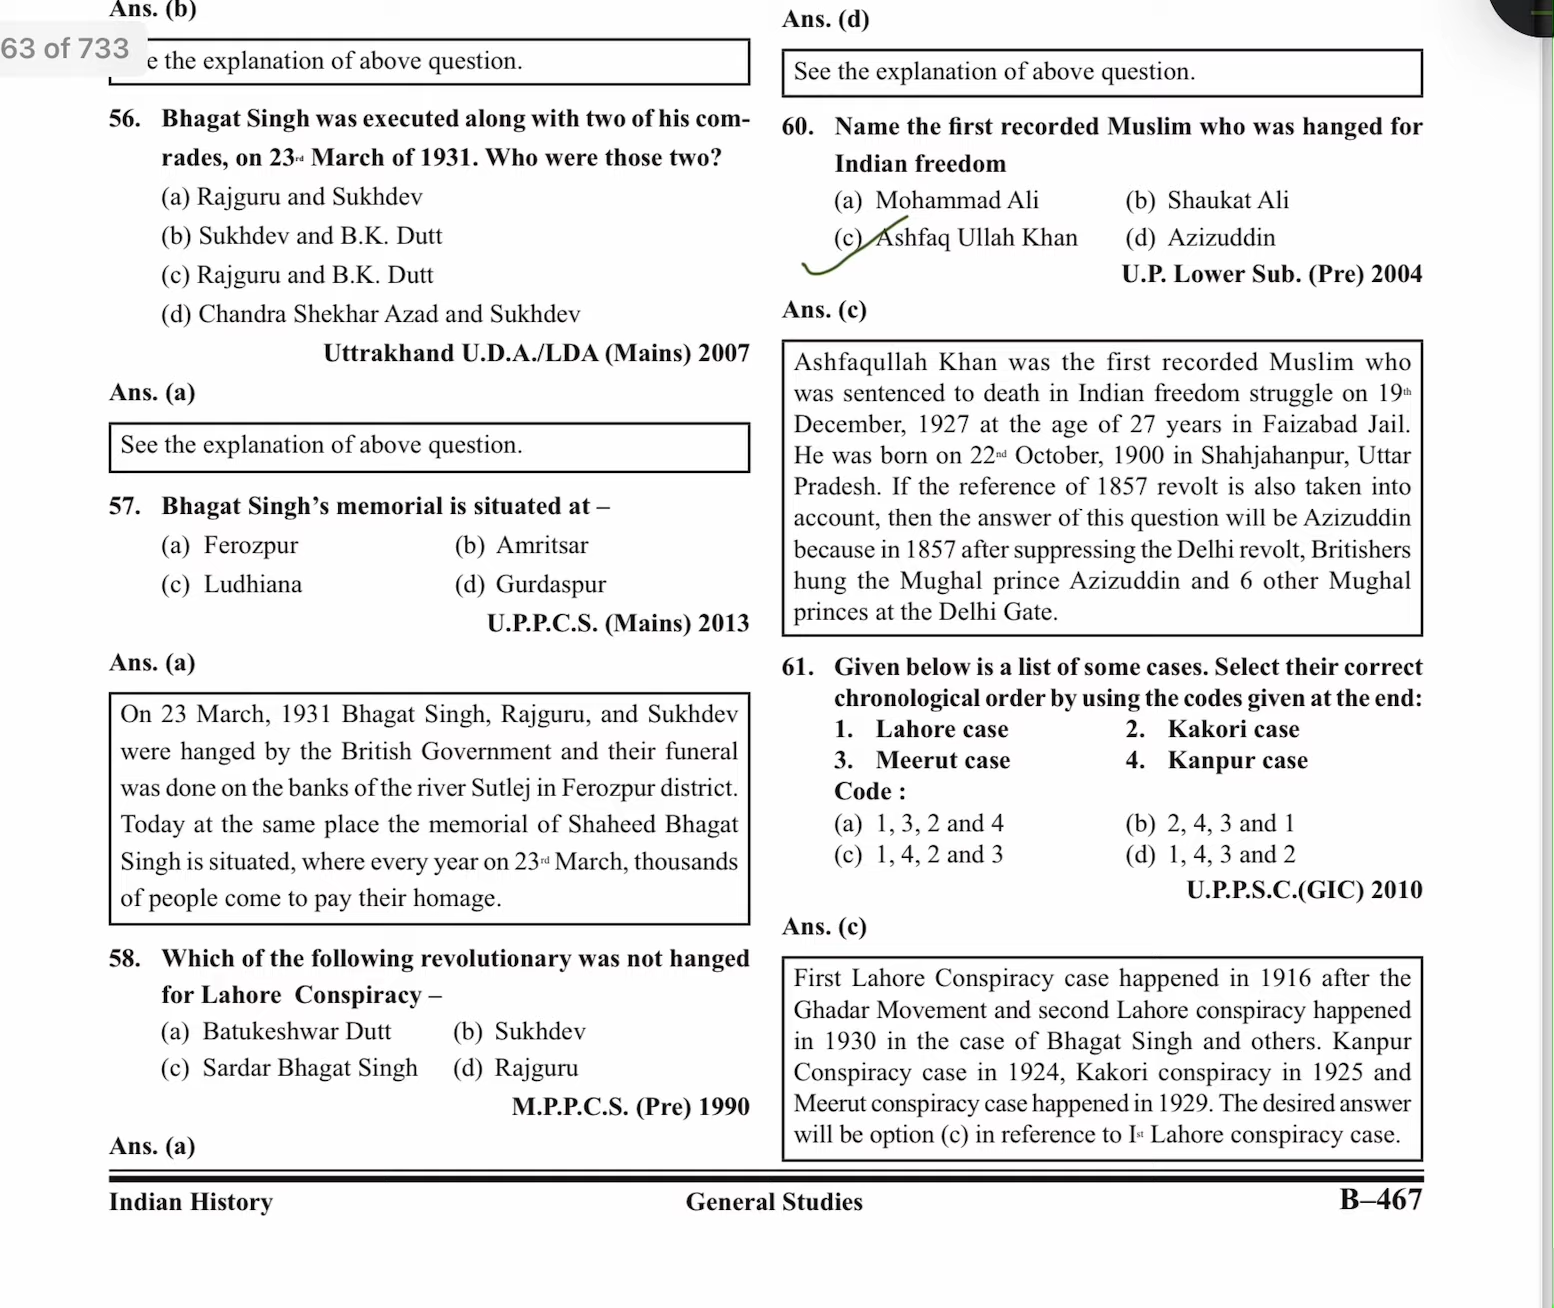 Ans. (b)
63 of 733
e the explanation of above question.
56. Bhagat Singh was executed along with two of his com-
rades, on 23rd March of 1931. Who were those two?
(a) Rajguru and Sukhdev
(b) Sukhdev and B.K. Dutt
(c) Rajguru and B.K. Dutt
(d) Chandra Shekhar Azad and Sukhdev
Uttrakhand U.D.A./LDA (Mains) 2007
Ans. (a)
See the explanation of above question.
57. Bhagat Singh's memorial is situated at –
(a) Ferozpur (b) Amritsar
(c) Ludhiana (d) Gurdaspur
U.P.P.C.S. (Mains) 2013
Ans. (a)
On 23 March, 1931 Bhagat Singh, Rajguru, and Sukhdev
were hanged by the British Government and their funeral
was done on the banks of the river Sutlej in Ferozpur district.
Today at the same place the memorial of Shaheed Bhagat
Singh is situated, where every year on 23rd March, thousands
of people come to pay their homage.
58. Which of the following revolutionary was not hanged
for Lahore Conspiracy –
(a) Batukeshwar Dutt (b) Sukhdev
(c) Sardar Bhagat Singh (d) Rajguru
M.P.P.C.S. (Pre) 1990
Ans. (a)
Ans. (d)
See the explanation of above question.
60. Name the first recorded Muslim who was hanged for
Indian freedom
(a) Mohammad Ali (b) Shaukat Ali
(c) Ashfaq Ullah Khan (d) Azizuddin
U.P. Lower Sub. (Pre) 2004
Ans. (c)
Ashfaqullah Khan was the first recorded Muslim who
was sentenced to death in Indian freedom struggle on 19th
December, 1927 at the age of 27 years in Faizabad Jail.
He was born on 22nd October, 1900 in Shahjahanpur, Uttar
Pradesh. If the reference of 1857 revolt is also taken into
account, then the answer of this question will be Azizuddin
because in 1857 after suppressing the Delhi revolt, Britishers
hung the Mughal prince Azizuddin and 6 other Mughal
princes at the Delhi Gate.
61. Given below is a list of some cases. Select their correct
chronological order by using the codes given at the end:
1. Lahore case 2. Kakori case
3. Meerut case 4. Kanpur case
Code :
(a) 1, 3, 2 and 4 (b) 2, 4, 3 and 1
(c) 1, 4, 2 and 3 (d) 1, 4, 3 and 2
U.P.P.S.C.(GIC) 2010
Ans. (c)
First Lahore Conspiracy case happened in 1916 after the
Ghadar Movement and second Lahore conspiracy happened
in 1930 in the case of Bhagat Singh and others. Kanpur
Conspiracy case in 1924, Kakori conspiracy in 1925 and
Meerut conspiracy case happened in 1929. The desired answer
will be option (c) in reference to Ist Lahore conspiracy case.
Indian History General Studies B–467